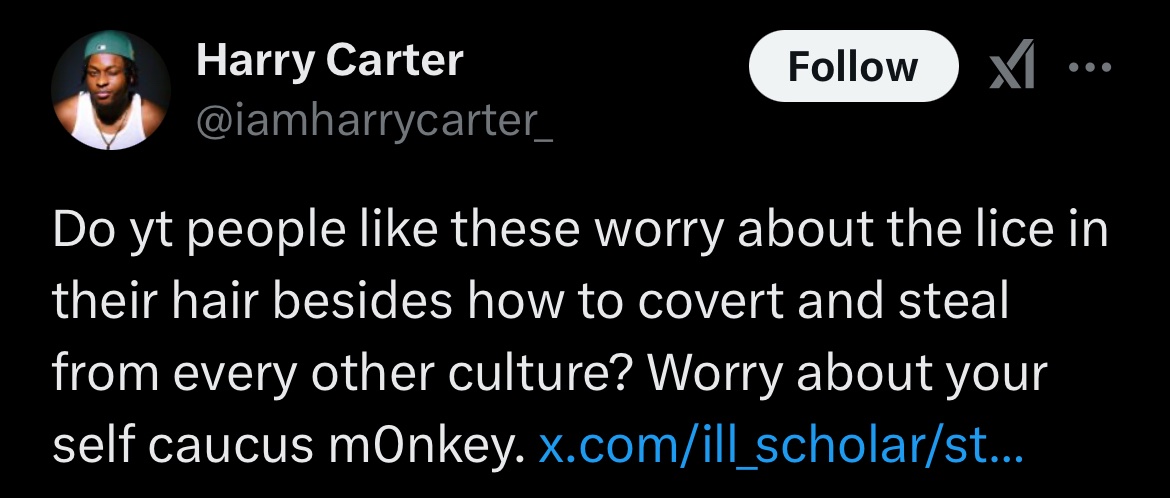 Harry Carter
Follow
@iamharrycarter_
Do yt people like these worry about the lice in
their hair besides how to covert and steal
from every other culture? Worry about your
self caucus m0nkey. x.com/ill_scholar/st...